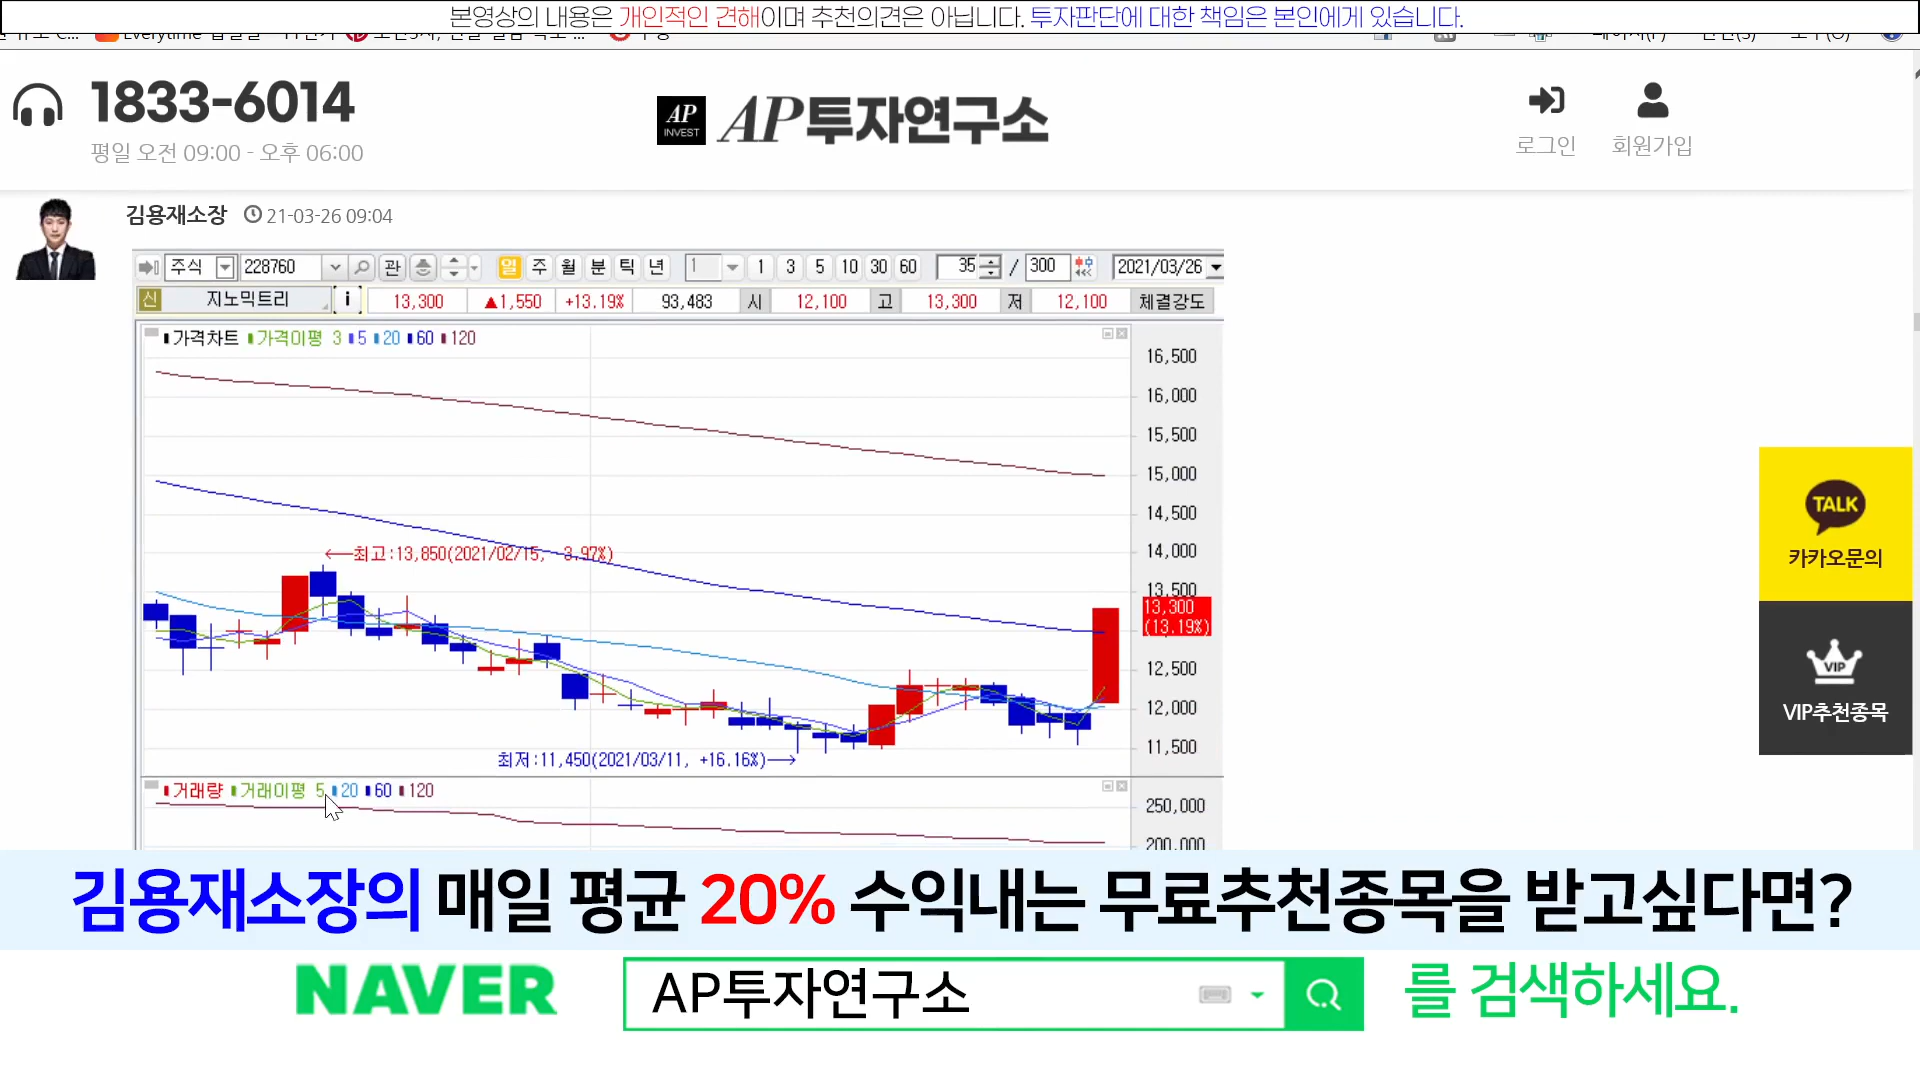 본영상의 내용은 개인적인 견해이며 추천의견은 아닙니다. 투자판단에 대한 책임은 본인에게 있습니다.
1833-6014
평일 오전 09:00 - 오후 06:00
AP INVEST
AP투자연구소
로그인
회원가입
김용재소장 21-03-26 09:04
주식 228760 관 일 주 월 분 틱 년 1 1 3 5 10 30 60 35 / 300 2021/03/26
신 지노믹트리 i 13,300 ▲1,550 +13.19% 93,483 시 12,100 고 13,300 저 12,100 체결강도
가격차트 가격이평 3 5 20 60 120
16,500
16,000
15,500
15,000
14,500
14,000
13,500
13,300
(13.19%)
12,500
12,000
11,500
←최고:13,850(2021/02/15, -3.97%)
최저:11,450(2021/03/11, +16.16%)→
거래량 거래이평 5 20 60 120
250,000
200,000
TALK
카카오문의
VIP
VIP추천종목
김용재소장의 매일 평균 20% 수익내는 무료추천종목을 받고싶다면?
NAVER AP투자연구소 를 검색하세요.